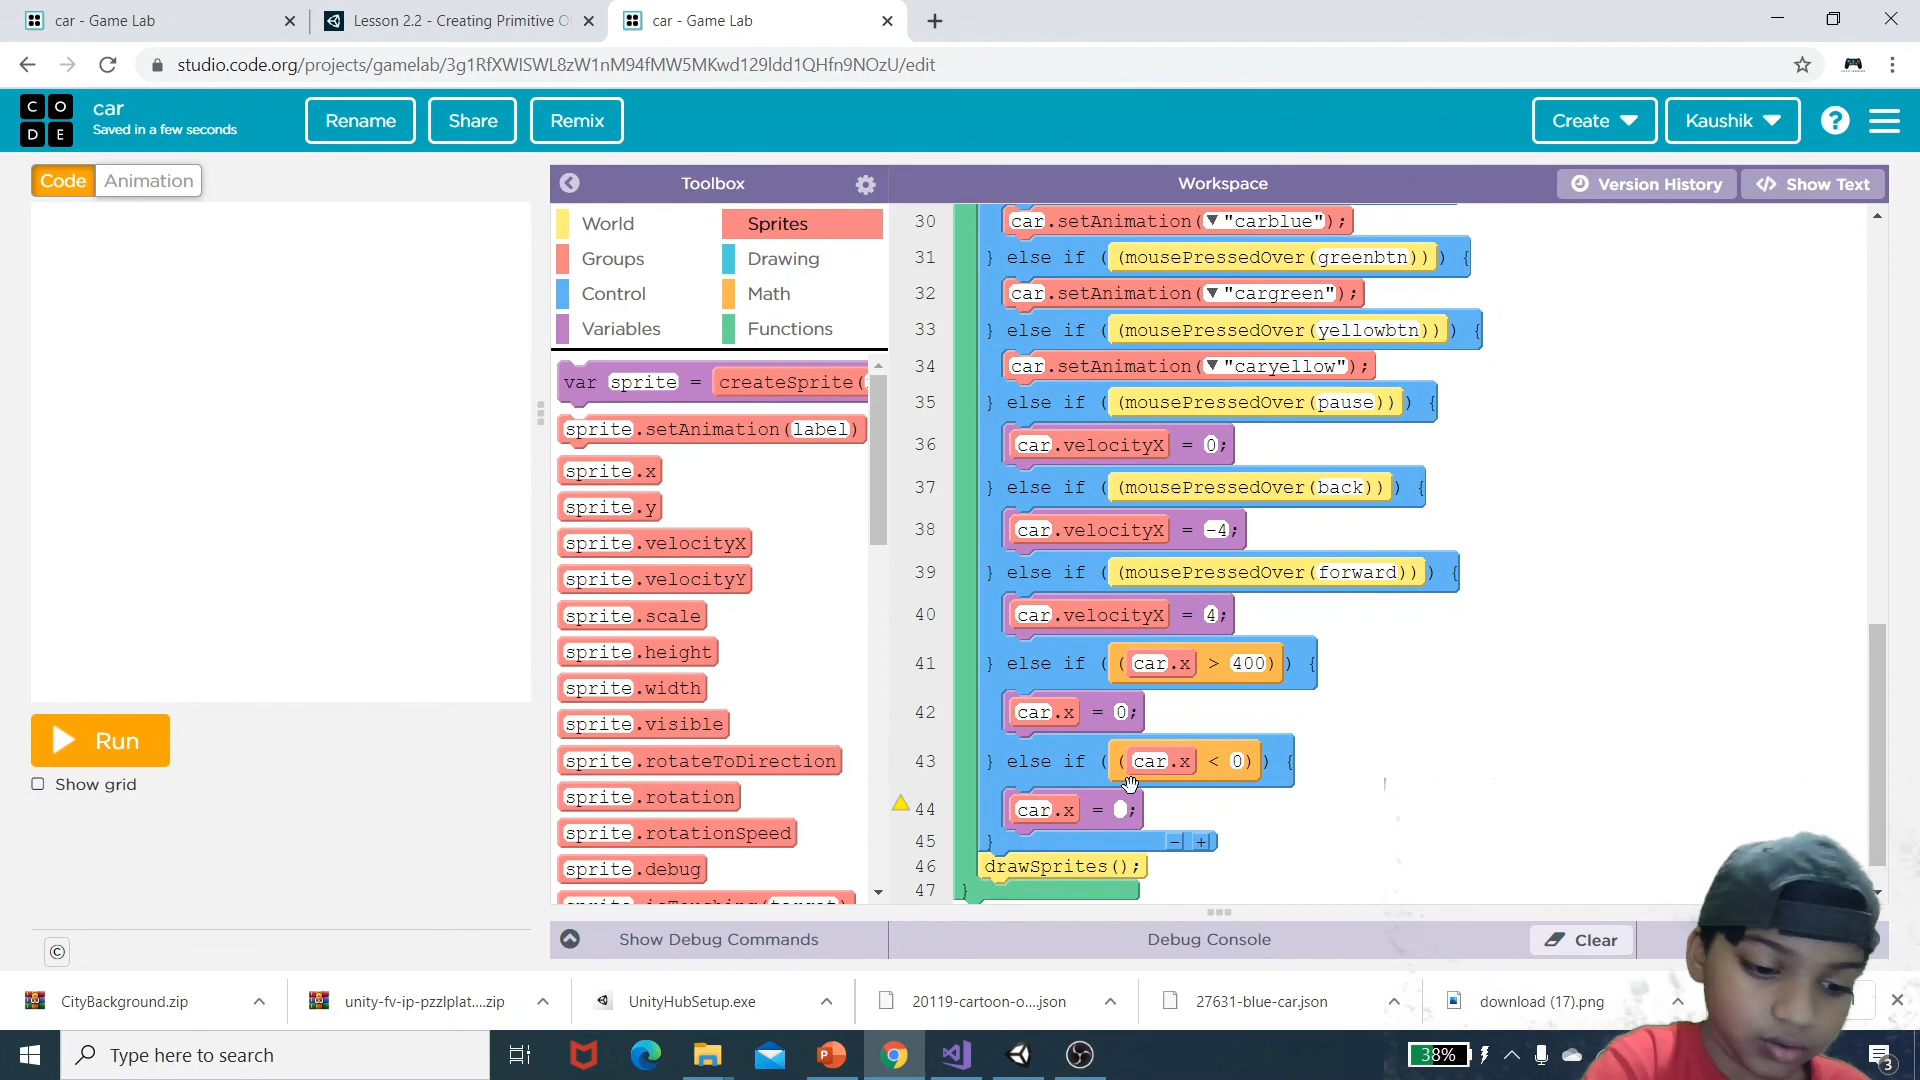 car - Game Lab
Lesson 2.2 - Creating Primitive O
car - Game Lab
studio.code.org/projects/gamelab/3g1RfXWISWL8zW1nM94fMW5MKwd129ldd1QHfn9NOzU/edit
C O
D E
car
Saved in a few seconds
Rename
Share
Remix
Create
Kaushik
?
Code
Animation
Toolbox
Workspace
Version History
</> Show Text
World
Sprites
Groups
Drawing
Control
Math
Variables
Functions
var sprite = createSprite(
sprite.setAnimation(label)
sprite.x
sprite.y
sprite.velocityX
sprite.velocityY
sprite.scale
sprite.height
sprite.width
sprite.visible
sprite.rotateToDirection
sprite.rotation
sprite.rotationSpeed
sprite.debug
30 car.setAnimation(▼"carblue");
31 } else if ((mousePressedOver(greenbtn))) {
32 car.setAnimation(▼"cargreen");
33 } else if ((mousePressedOver(yellowbtn))) {
34 car.setAnimation(▼"caryellow");
35 } else if ((mousePressedOver(pause))) {
36 car.velocityX = 0;
37 } else if ((mousePressedOver(back))) {
38 car.velocityX = -4;
39 } else if ((mousePressedOver(forward))) {
40 car.velocityX = 4;
41 } else if ((car.x > 400)) {
42 car.x = 0;
43 } else if ((car.x < 0)) {
44 car.x = ;
45 } - +
46 drawSprites();
47 }
Run
Show grid
©
Show Debug Commands
Debug Console
Clear
CityBackground.zip
unity-fv-ip-pzzlplat....zip
UnityHubSetup.exe
20119-cartoon-o....json
27631-blue-car.json
download (17).png
Type here to search
38%
3